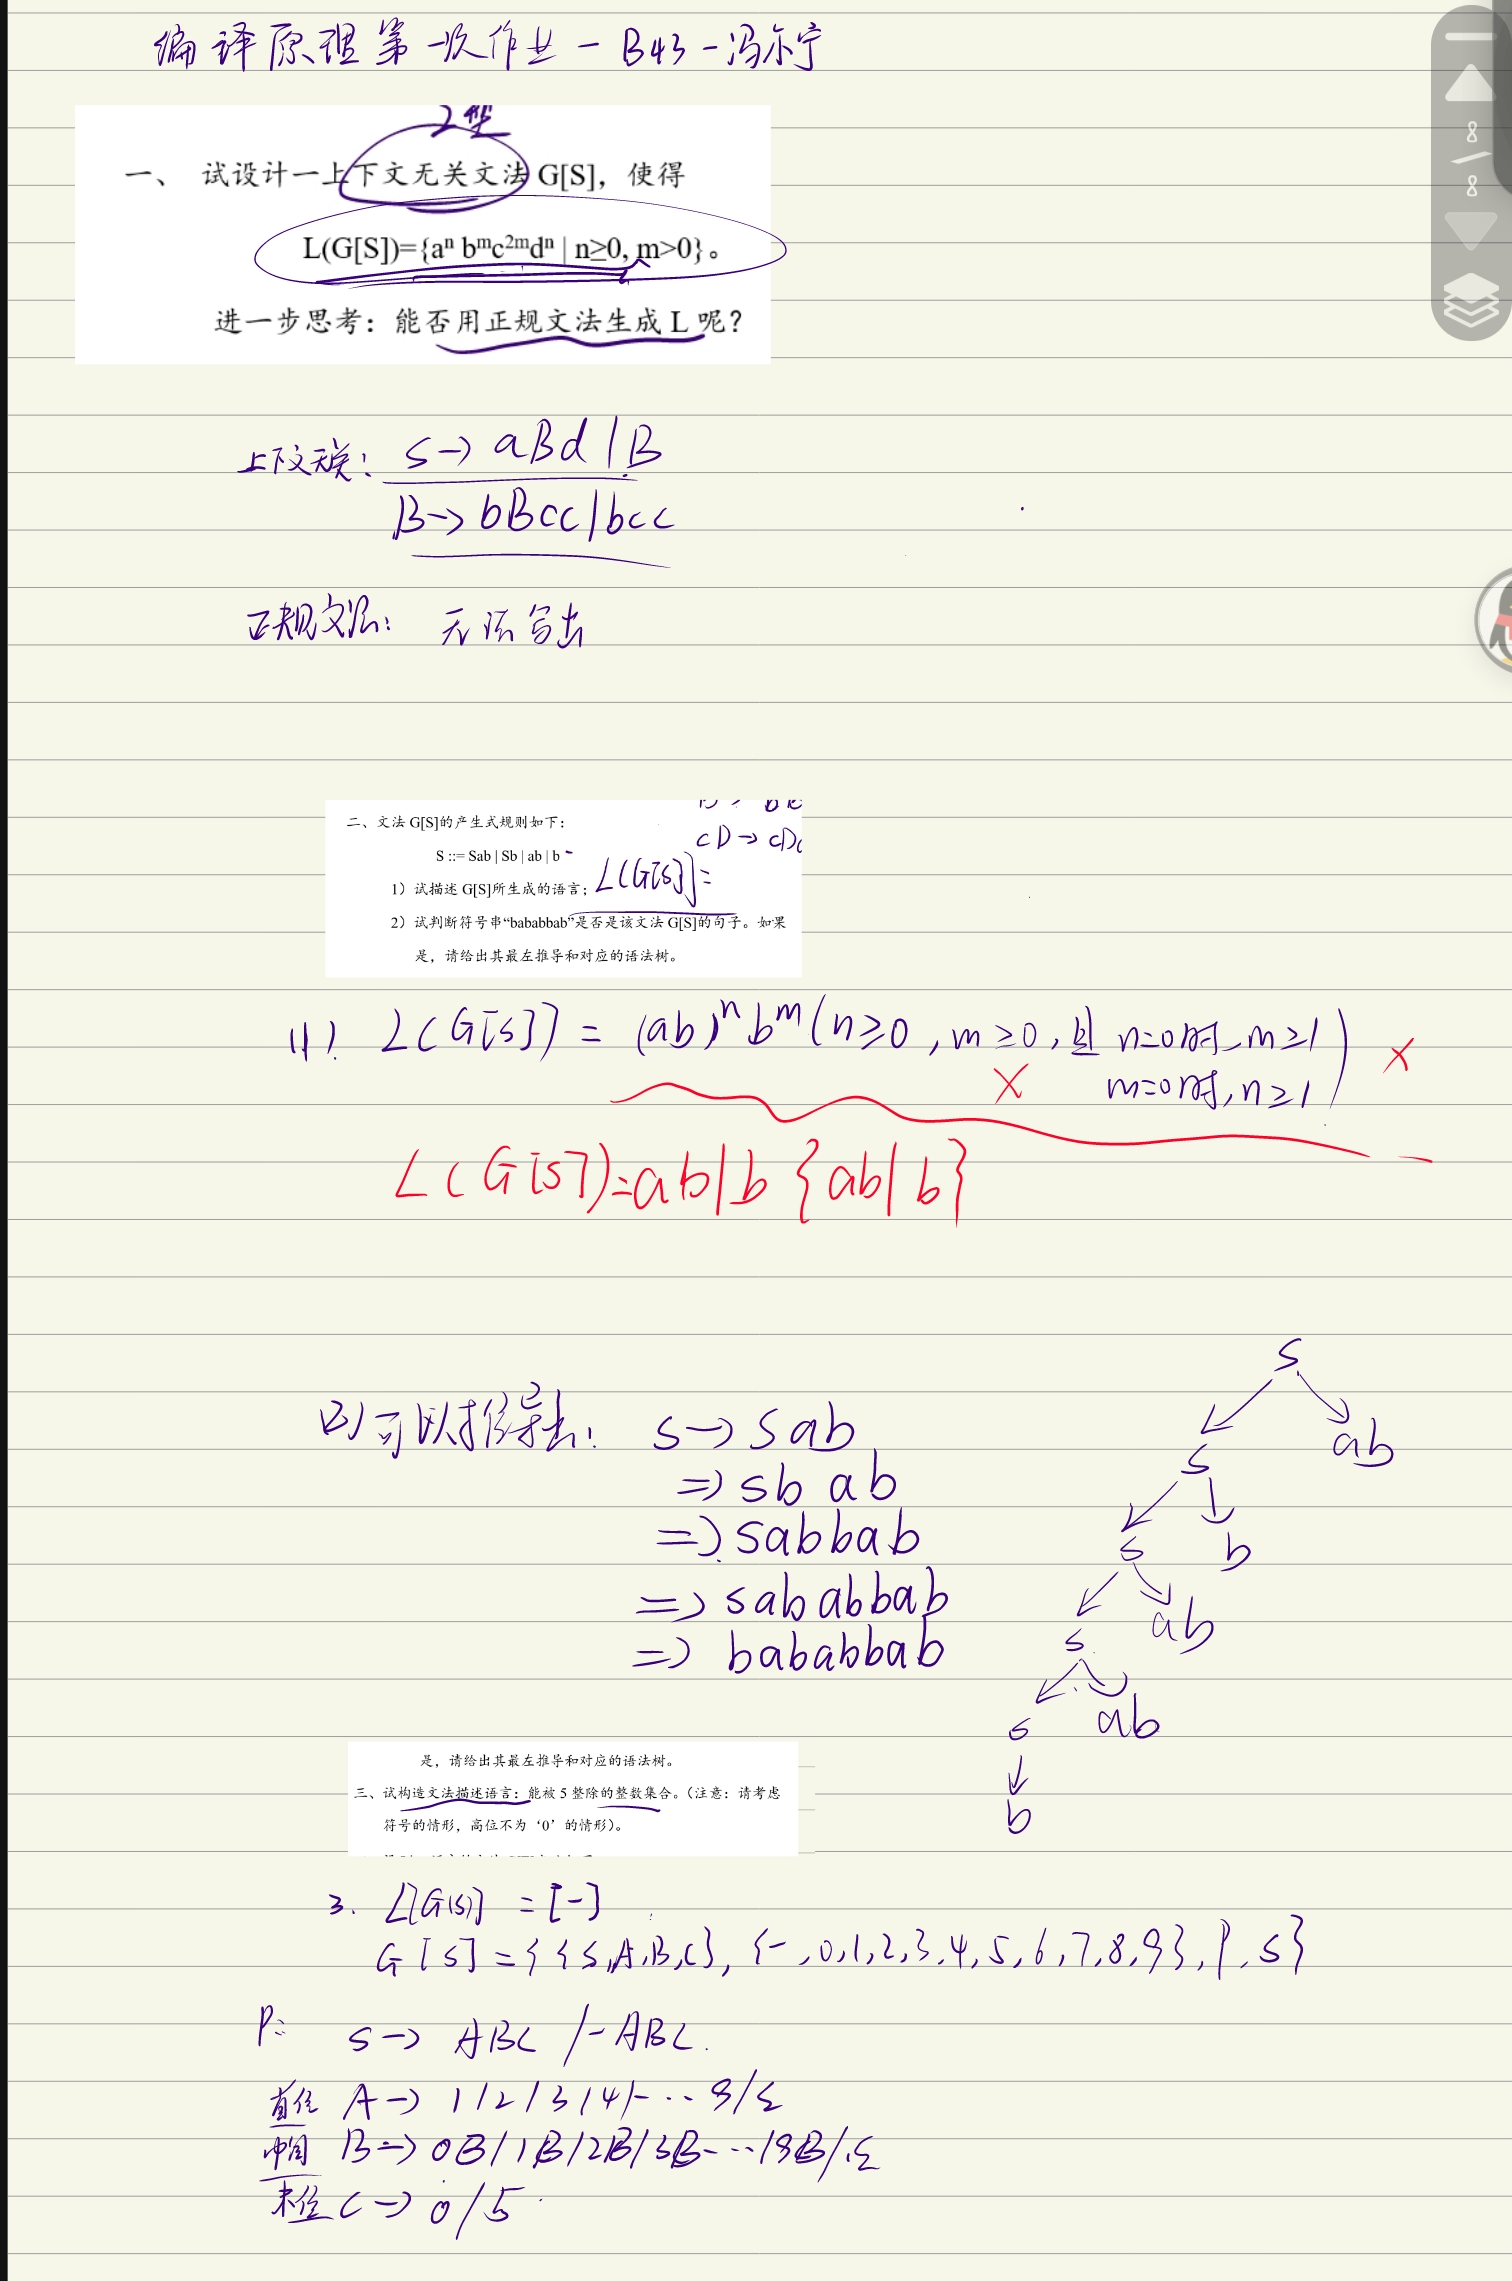 编译原理第一次作业-B43-冯尔宁
2型
一、 试设计一上下文无关文法 G[S]，使得
L(G[S])={aⁿ bᵐc²ᵐdⁿ | n≥0, m>0}。
进一步思考：能否用正规文法生成 L 呢？
8
8
上下文无关: S→ aBd | B
B→ bBcc | bcc
正规文法: 无法写出
二、文法 G[S]的产生式规则如下：
cD→cD
S ::= Sab | Sb | ab | b
1）试描述 G[S]所生成的语言； L(G[S])=
2）试判断符号串“bababbab”是否是该文法 G[S]的句子。如果
是，请给出其最左推导和对应的语法树。
(1) L(G[S]) = (ab)ⁿbᵐ(n≥0, m≥0, 且 n=0时, m≥1
m=0时, n≥1) ×
×
L(G[S])=ab|b {ab|b}
(2)可以推导出: S→Sab
⇒Sbab
⇒Sabbab
⇒Sababbab
⇒bababbab
S
S ab
S b
S ab
S ab
b
是，请给出其最左推导和对应的语法树。
三、试构造文法描述语言：能被 5 整除的整数集合。（注意：请考虑
符号的情形，高位不为‘0’的情形）。
3. L[G(S)] = [-]
G[S]={{S,A,B,C},{-,0,1,2,3,4,5,6,7,8,9},P,S}
P: S→ ABC /-ABC.
首位 A→ 1/2/3/4/-···9/ε
中间 B→ 0B/1B/2B/3B-···/9B/ε
末位 C→ 0/5